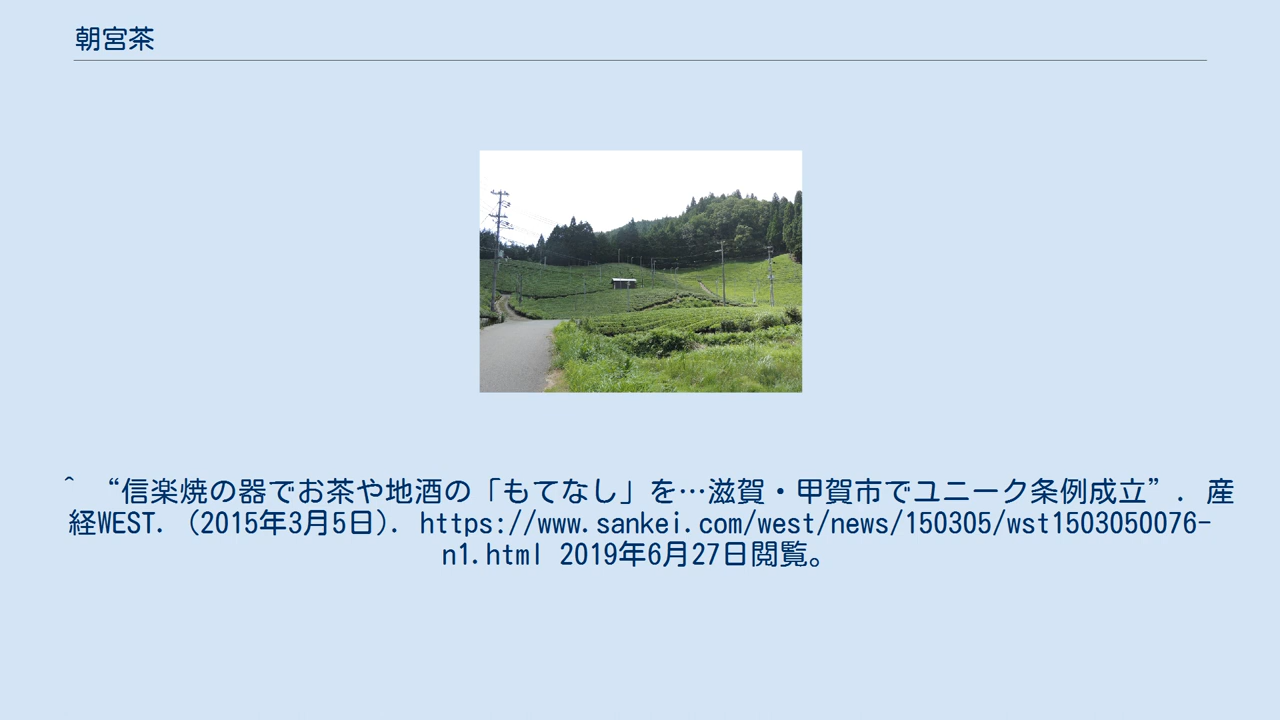 朝宮茶
^ “信楽焼の器でお茶や地酒の「もてなし」を…滋賀・甲賀市でユニーク条例成立”. 産
経WEST. (2015年3月5日). https://www.sankei.com/west/news/150305/wst1503050076-
n1.html 2019年6月27日閲覧。